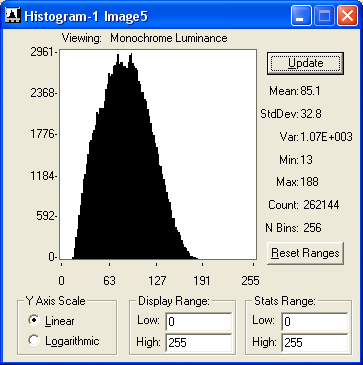 Histogram-1 Image5
Viewing: Monochrome Luminance
2961
2368
1776
1184
592
0
0 63 127 191 255
Update
Mean: 85.1
StdDev: 32.8
Var: 1.07E+003
Min: 13
Max: 188
Count: 262144
N Bins: 256
Reset Ranges
Y Axis Scale
Linear
Logarithmic
Display Range:
Low: 0
High: 255
Stats Range:
Low: 0
High: 255